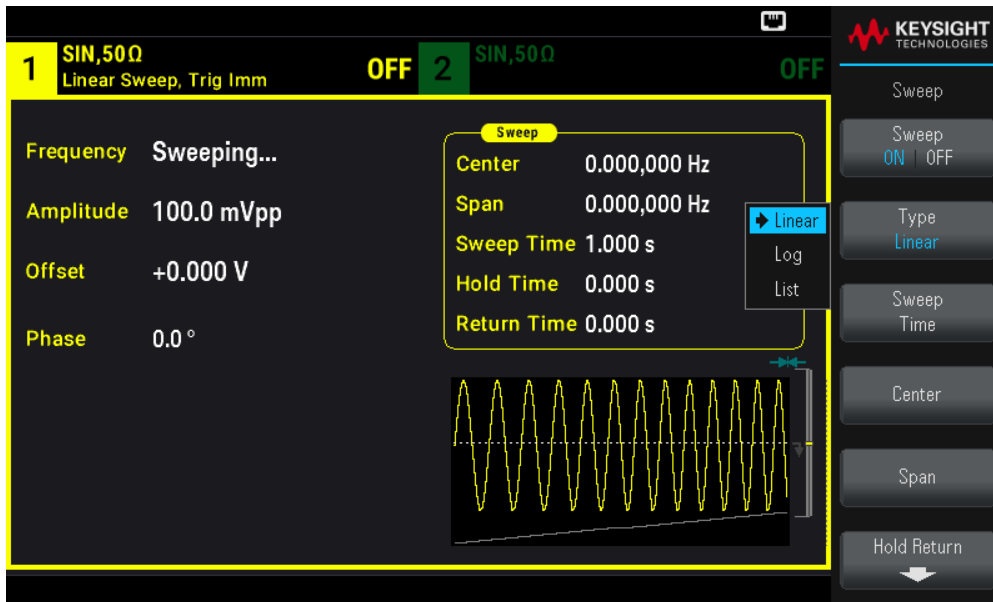 1
SIN,50Ω
Linear Sweep, Trig Imm
OFF
2
SIN,50Ω
OFF
Frequency Sweeping...
Amplitude 100.0 mVpp
Offset +0.000 V
Phase 0.0 °
Sweep
Center 0.000,000 Hz
Span 0.000,000 Hz
Sweep Time 1.000 s
Hold Time 0.000 s
Return Time 0.000 s
Linear
Log
List
KEYSIGHT
TECHNOLOGIES
Sweep
Sweep
ON | OFF
Type
Linear
Sweep
Time
Center
Span
Hold Return